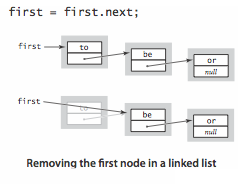 first = first.next;
first
to
be
or
null
first
to
be
or
null
Removing the first node in a linked list